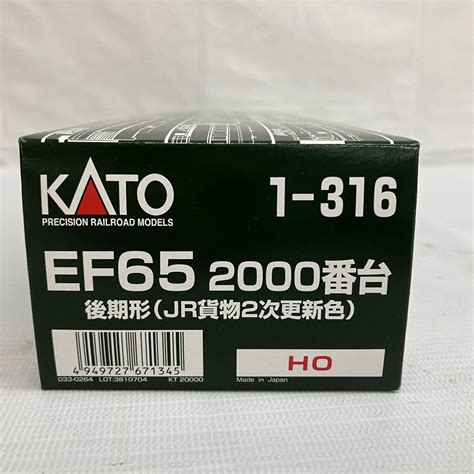 KATO
PRECISION RAILROAD MODELS
1-316
EF65 2000番台
後期形(JR貨物2次更新色)
4 949727 671345
033-0264 LOT:3810704 KT 20000
HO
Made in Japan